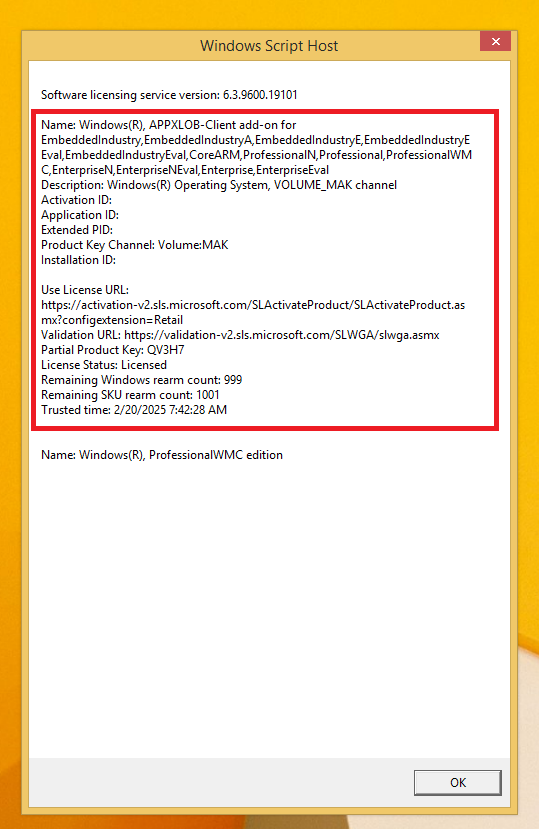 Windows Script Host
Software licensing service version: 6.3.9600.19101
Name: Windows(R), APPXLOB-Client add-on for
EmbeddedIndustry,EmbeddedIndustryA,EmbeddedIndustryE,EmbeddedIndustryE
Eval,EmbeddedIndustryEval,CoreARM,ProfessionalN,Professional,ProfessionalWM
C,EnterpriseN,EnterpriseNEval,Enterprise,EnterpriseEval
Description: Windows(R) Operating System, VOLUME_MAK channel
Activation ID:
Application ID:
Extended PID:
Product Key Channel: Volume:MAK
Installation ID:
Use License URL:
https://activation-v2.sls.microsoft.com/SLActivateProduct/SLActivateProduct.as
mx?configextension=Retail
Validation URL: https://validation-v2.sls.microsoft.com/SLWGA/slwga.asmx
Partial Product Key: QV3H7
License Status: Licensed
Remaining Windows rearm count: 999
Remaining SKU rearm count: 1001
Trusted time: 2/20/2025 7:42:28 AM
Name: Windows(R), ProfessionalWMC edition
OK